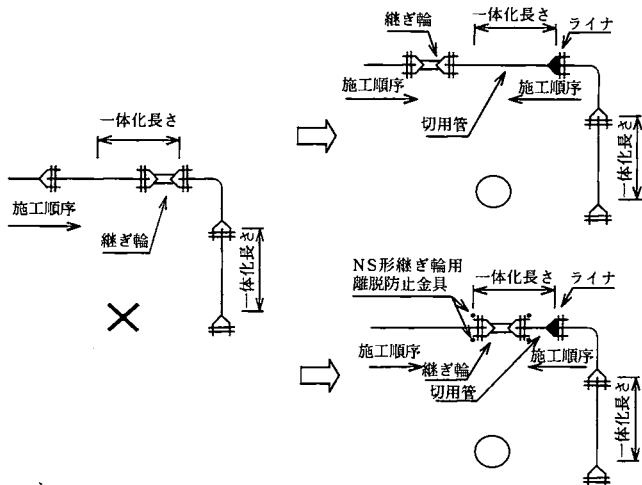 一体化長さ
施工順序
継ぎ輪
一体化長さ
継ぎ輪
一体化長さ
ライナ
施工順序
施工順序
切用管
一体化長さ
NS形継ぎ輪用
離脱防止金具
一体化長さ
ライナ
施工順序
継ぎ輪
切用管
施工順序
一体化長さ